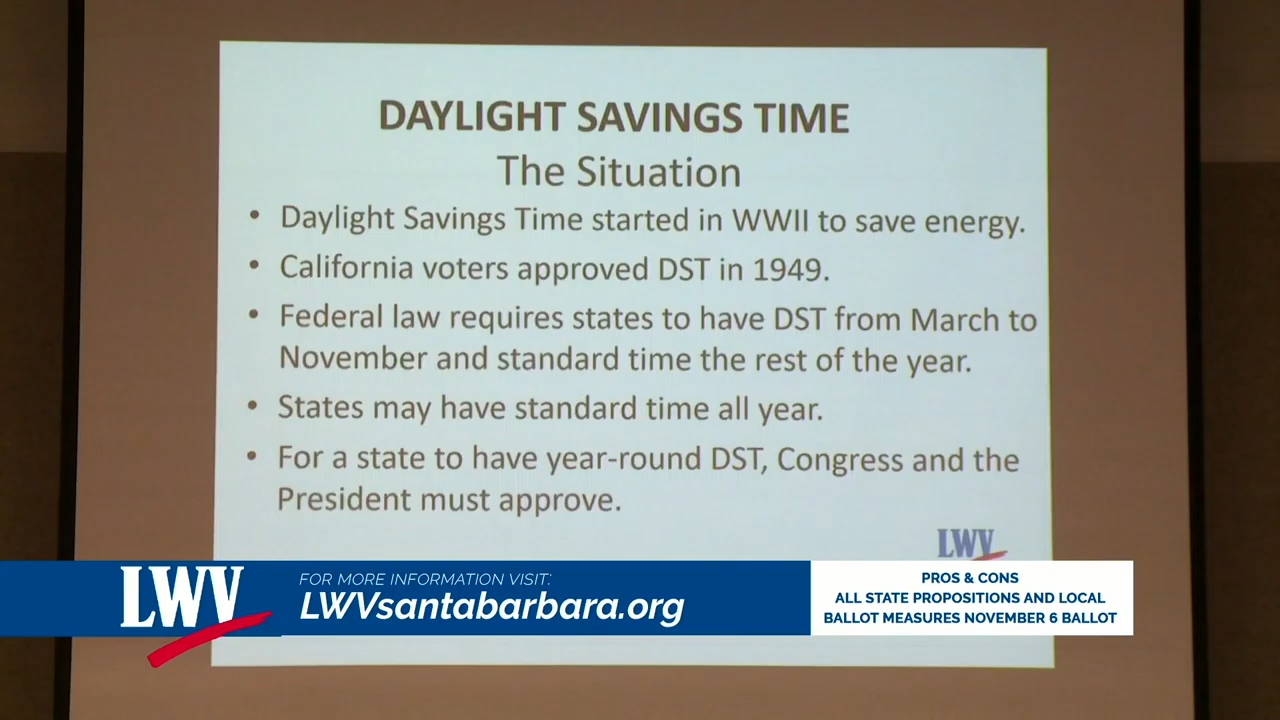 DAYLIGHT SAVINGS TIME
The Situation
• Daylight Savings Time started in WWII to save energy.
• California voters approved DST in 1949.
• Federal law requires states to have DST from March to
November and standard time the rest of the year.
• States may have standard time all year.
• For a state to have year-round DST, Congress and the
President must approve.
LWV
LWV
FOR MORE INFORMATION VISIT:
LWVsantabarbara.org
PROS & CONS
ALL STATE PROPOSITIONS AND LOCAL
BALLOT MEASURES NOVEMBER 6 BALLOT